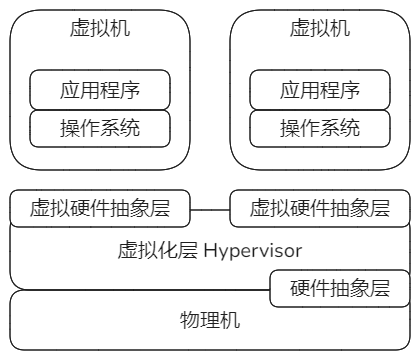 虚拟机
虚拟机
应用程序
应用程序
操作系统
操作系统
虚拟硬件抽象层
虚拟硬件抽象层
虚拟化层 Hypervisor
硬件抽象层
物理机